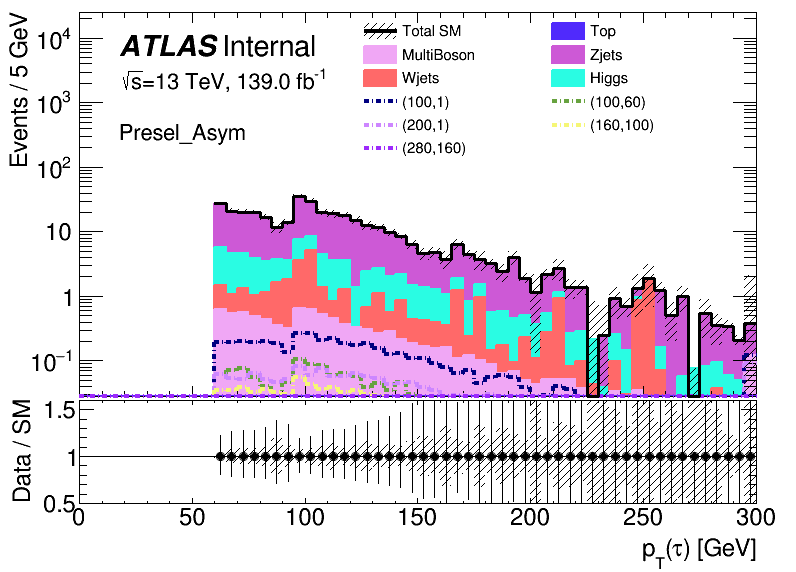 ATLAS Internal
√s=13 TeV, 139.0 fb⁻¹
Presel_Asym
Total SM
Top
MultiBoson
Zjets
Wjets
Higgs
(100,1)
(100,60)
(200,1)
(160,100)
(280,160)
Events / 5 GeV
10⁴
10³
10²
10
1
10⁻¹
Data / SM
1.5
1
0.5
0 50 100 150 200 250 300
p_T(τ) [GeV]